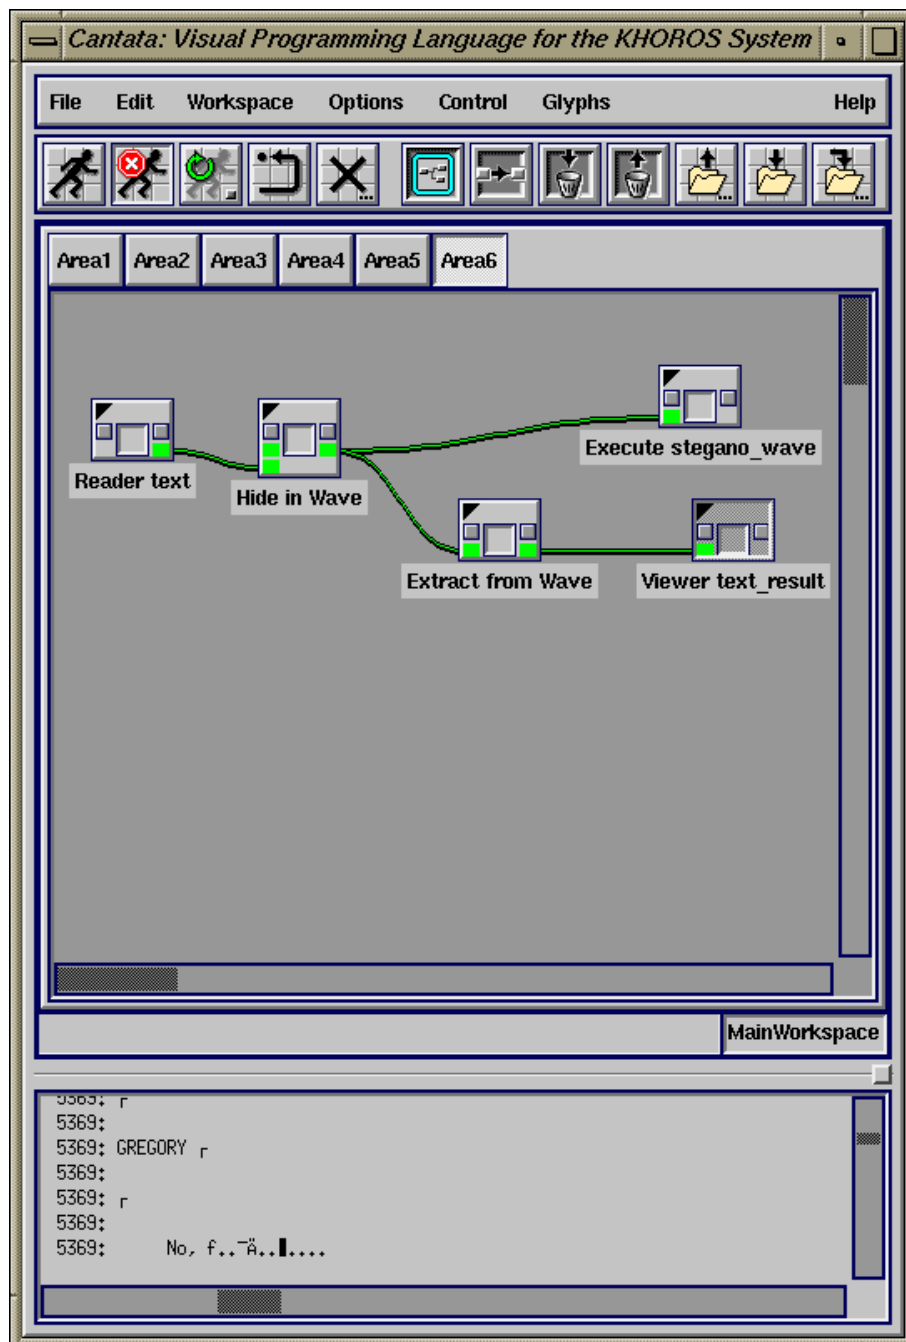 Cantata: Visual Programming Language for the KHOROS System
File Edit Workspace Options Control Glyphs Help
Area1 Area2 Area3 Area4 Area5 Area6
Execute stegano_wave
Reader text
Hide in Wave
Extract from Wave
Viewer text_result
MainWorkspace
5369: ┌
5369:
5369: GREGORY ┌
5369:
5369: ┌
5369:
5369: No, f..¯Ä..▮....